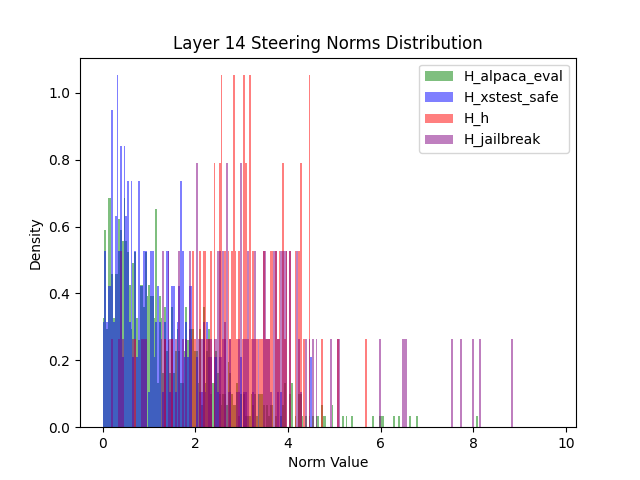 Layer 14 Steering Norms Distribution
H_alpaca_eval
H_xstest_safe
H_h
H_jailbreak
Density
1.0
0.8
0.6
0.4
0.2
0.0
0 2 4 6 8 10
Norm Value